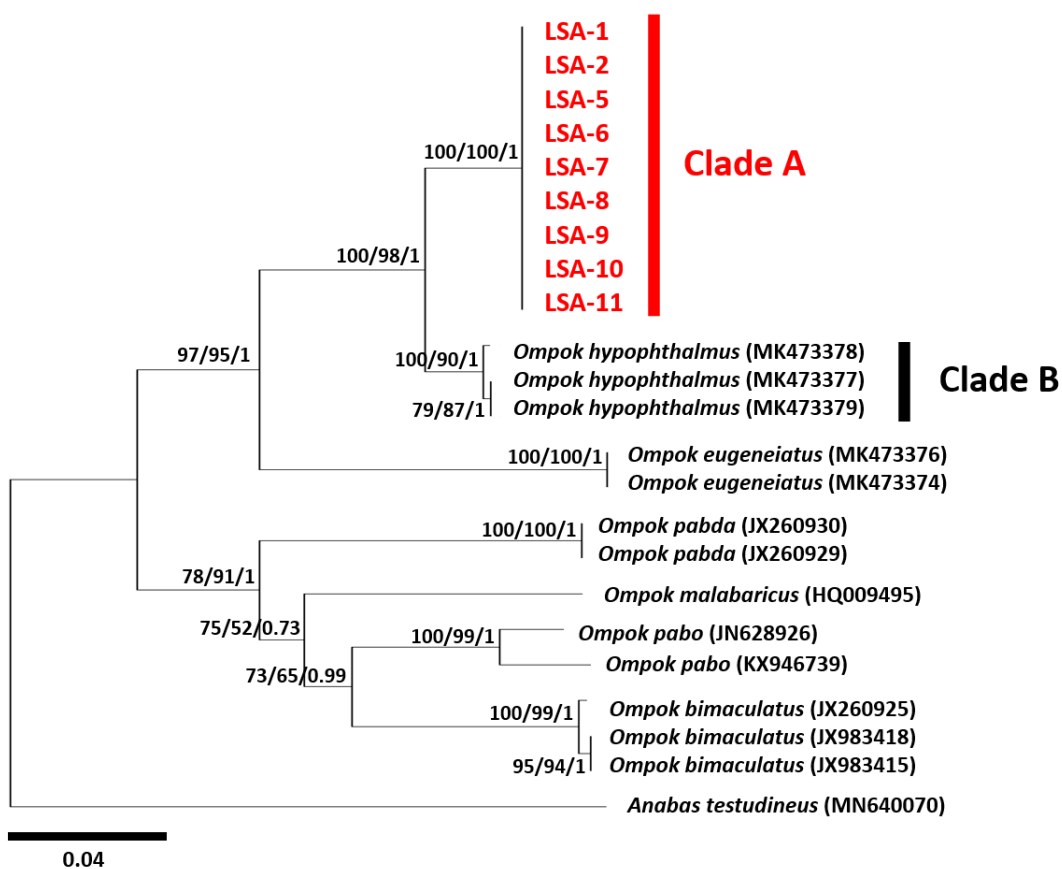 LSA-1
LSA-2
LSA-5
LSA-6
100/100/1
LSA-7
Clade A
LSA-8
LSA-9
100/98/1
LSA-10
LSA-11
97/95/1
100/90/1
Ompok hypophthalmus (MK473378)
Ompok hypophthalmus (MK473377)
Clade B
79/87/1
Ompok hypophthalmus (MK473379)
100/100/1
Ompok eugeneiatus (MK473376)
Ompok eugeneiatus (MK473374)
100/100/1
Ompok pabda (JX260930)
Ompok pabda (JX260929)
78/91/1
Ompok malabaricus (HQ009495)
75/52/0.73
100/99/1
Ompok pabo (JN628926)
Ompok pabo (KX946739)
73/65/0.99
100/99/1
Ompok bimaculatus (JX260925)
Ompok bimaculatus (JX983418)
95/94/1
Ompok bimaculatus (JX983415)
Anabas testudineus (MN640070)
0.04